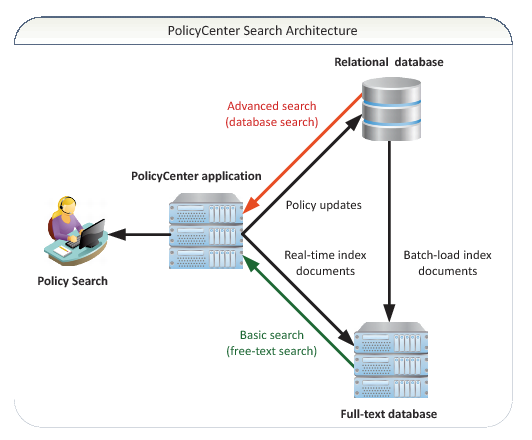 PolicyCenter Search Architecture
Relational database
Advanced search
(database search)
PolicyCenter application
Policy updates
Real-time index
documents
Batch-load index
documents
Policy Search
Basic search
(free-text search)
Full-text database